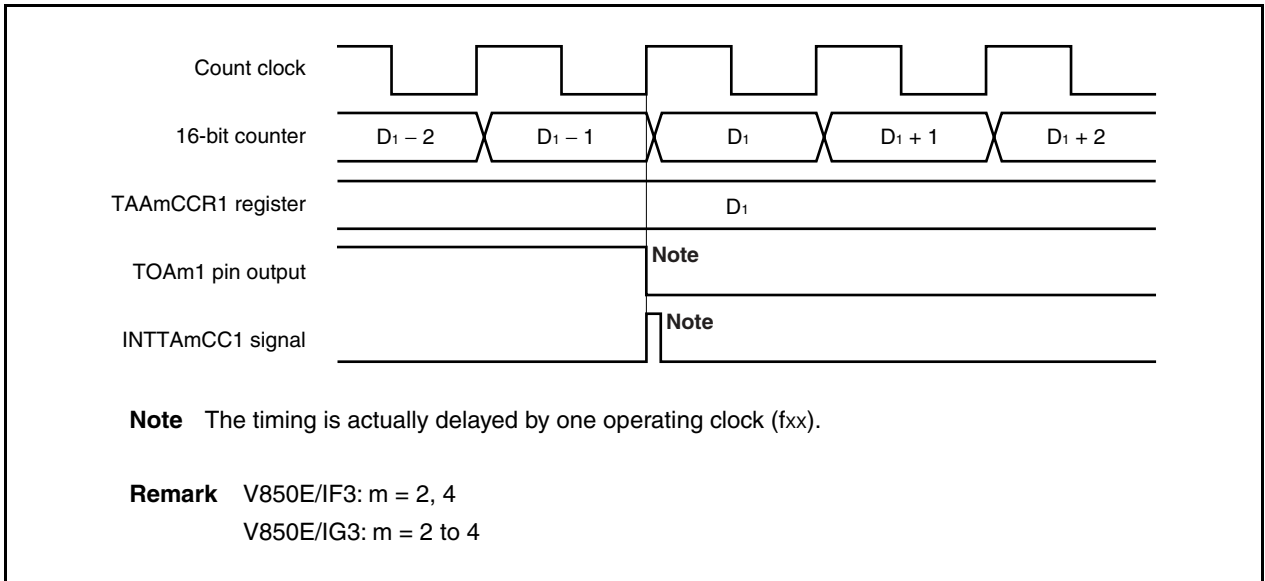 Count clock
16-bit counter D1 − 2 D1 − 1 D1 D1 + 1 D1 + 2
TAAmCCR1 register D1
TOAm1 pin output Note
INTTAmCC1 signal Note
Note The timing is actually delayed by one operating clock (fxx).
Remark V850E/IF3: m = 2, 4
V850E/IG3: m = 2 to 4